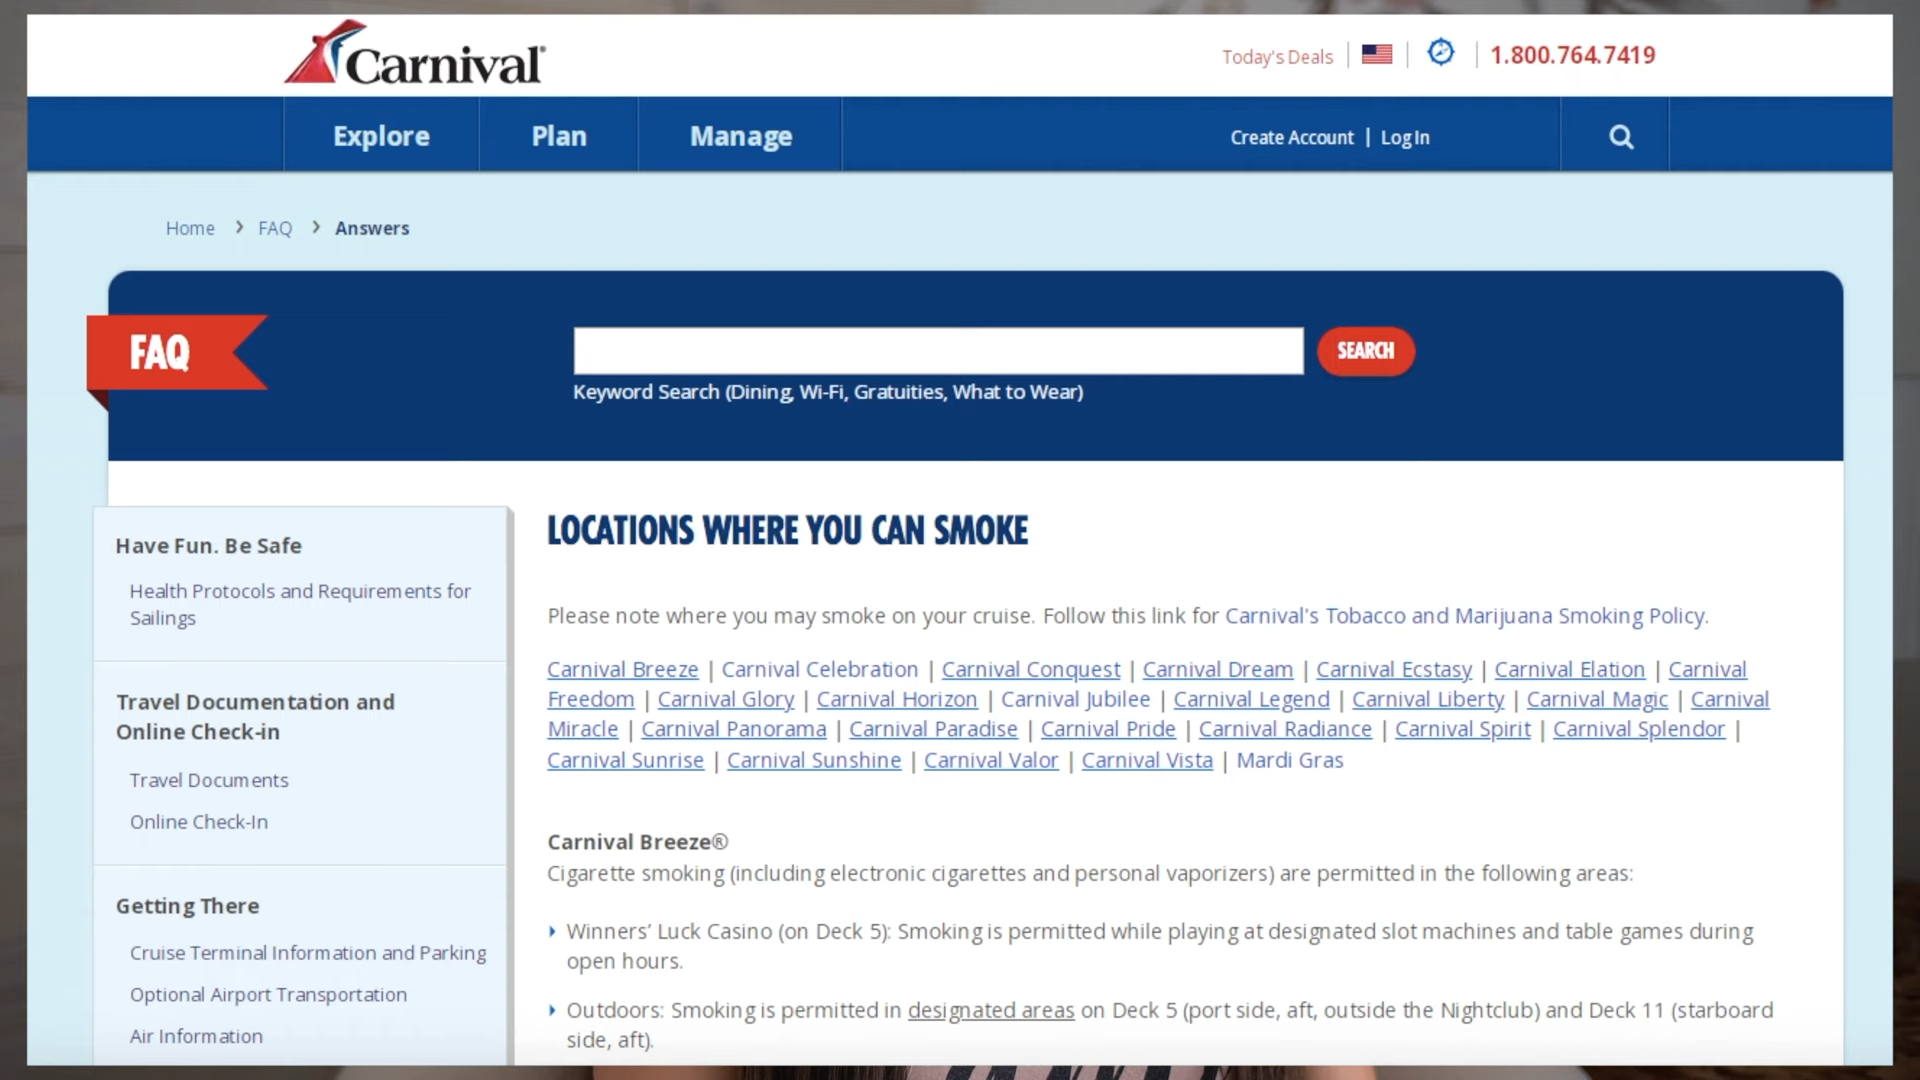 Carnival®
Today's Deals
1.800.764.7419
Explore
Plan
Manage
Create Account | Log In
Home > FAQ > Answers
FAQ
SEARCH
Keyword Search (Dining, Wi-Fi, Gratuities, What to Wear)
Have Fun. Be Safe
Health Protocols and Requirements for
Sailings
Travel Documentation and
Online Check-in
Travel Documents
Online Check-In
Getting There
Cruise Terminal Information and Parking
Optional Airport Transportation
Air Information
LOCATIONS WHERE YOU CAN SMOKE
Please note where you may smoke on your cruise. Follow this link for Carnival's Tobacco and Marijuana Smoking Policy.
Carnival Breeze | Carnival Celebration | Carnival Conquest | Carnival Dream | Carnival Ecstasy | Carnival Elation | Carnival
Freedom | Carnival Glory | Carnival Horizon | Carnival Jubilee | Carnival Legend | Carnival Liberty | Carnival Magic | Carnival
Miracle | Carnival Panorama | Carnival Paradise | Carnival Pride | Carnival Radiance | Carnival Spirit | Carnival Splendor |
Carnival Sunrise | Carnival Sunshine | Carnival Valor | Carnival Vista | Mardi Gras
Carnival Breeze®
Cigarette smoking (including electronic cigarettes and personal vaporizers) are permitted in the following areas:
Winners’ Luck Casino (on Deck 5): Smoking is permitted while playing at designated slot machines and table games during
open hours.
Outdoors: Smoking is permitted in designated areas on Deck 5 (port side, aft, outside the Nightclub) and Deck 11 (starboard
side, aft).